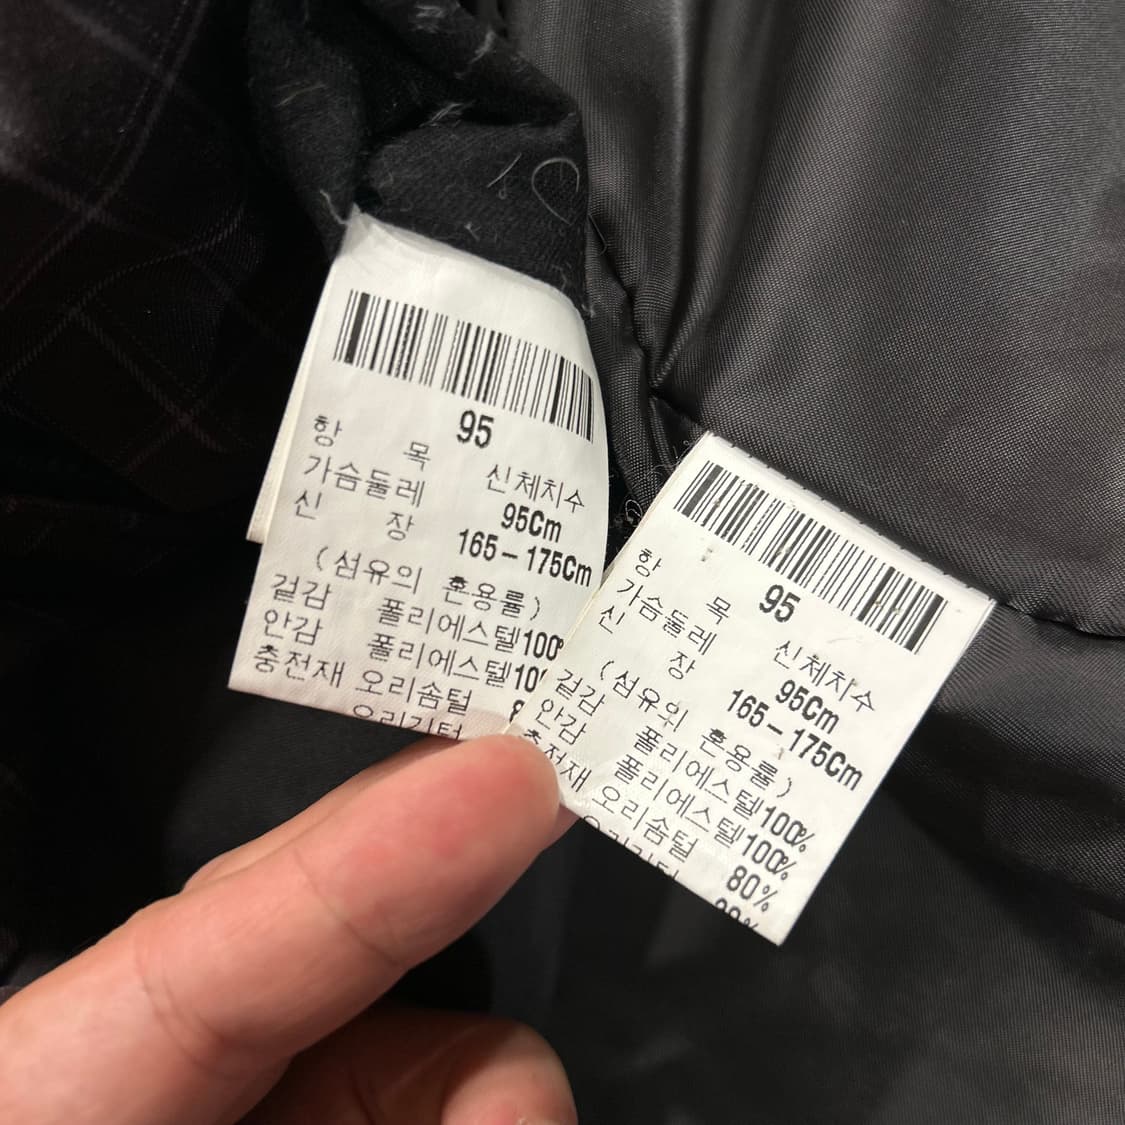 95
항 목 신체치수
가슴둘레 95Cm
신 장 165-175Cm
(섬유의 혼용률)
겉감 폴리에스텔100%
안감 폴리에스텔10
충전재 오리솜털
오리깃털
95
항 목 신체치수
가슴둘레 95Cm
신 장 165-175Cm
(섬유의 혼용률)
겉감 폴리에스텔100%
안감 폴리에스텔100%
충전재 오리솜털 80%